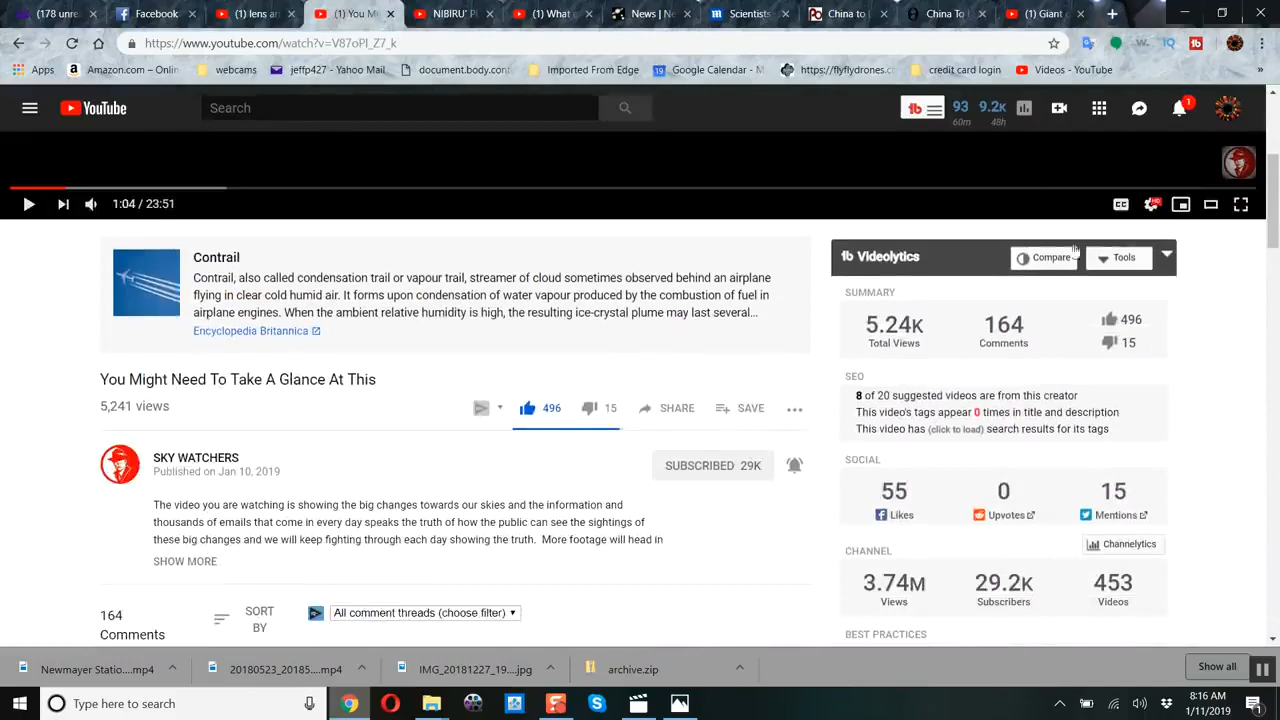 (178 unre
Facebook
(1) lens an
(1) You Mi
NIBIRU'
(1) What
News | Ne
Scientists
China to
China To
(1) Giant
https://www.youtube.com/watch?v=V87oPl_Z7_k
Apps
Amazon.com – Onlin
webcams
jeffp427 - Yahoo Mail
document.body.cont
Imported From Edge
Google Calendar - M
https://flyflydrones.c
credit card login
Videos - YouTube
YouTube
Search
93
60m
9.2K
48h
1
1:04 / 23:51
Contrail
Contrail, also called condensation trail or vapour trail, streamer of cloud sometimes observed behind an airplane
flying in clear cold humid air. It forms upon condensation of water vapour produced by the combustion of fuel in
airplane engines. When the ambient relative humidity is high, the resulting ice-crystal plume may last several...
Encyclopedia Britannica
You Might Need To Take A Glance At This
5,241 views
496
15
SHARE
SAVE
SKY WATCHERS
Published on Jan 10, 2019
SUBSCRIBED 29K
The video you are watching is showing the big changes towards our skies and the information and
thousands of emails that come in every day speaks the truth of how the public can see the sightings of
these big changes and we will keep fighting through each day showing the truth. More footage will head in
SHOW MORE
164
Comments
SORT
BY
All comment threads (choose filter)
Videolytics
Compare
Tools
SUMMARY
5.24K
Total Views
164
Comments
496
15
SEO
8 of 20 suggested videos are from this creator
This video's tags appear 0 times in title and description
This video has (click to load) search results for its tags
SOCIAL
55
Likes
0
Upvotes
15
Mentions
Channelytics
CHANNEL
3.74M
Views
29.2K
Subscribers
453
Videos
BEST PRACTICES
Newmayer Statio....mp4
20180523_20185....mp4
IMG_20181227_19....jpg
archive.zip
Show all
Type here to search
8:16 AM
1/11/2019